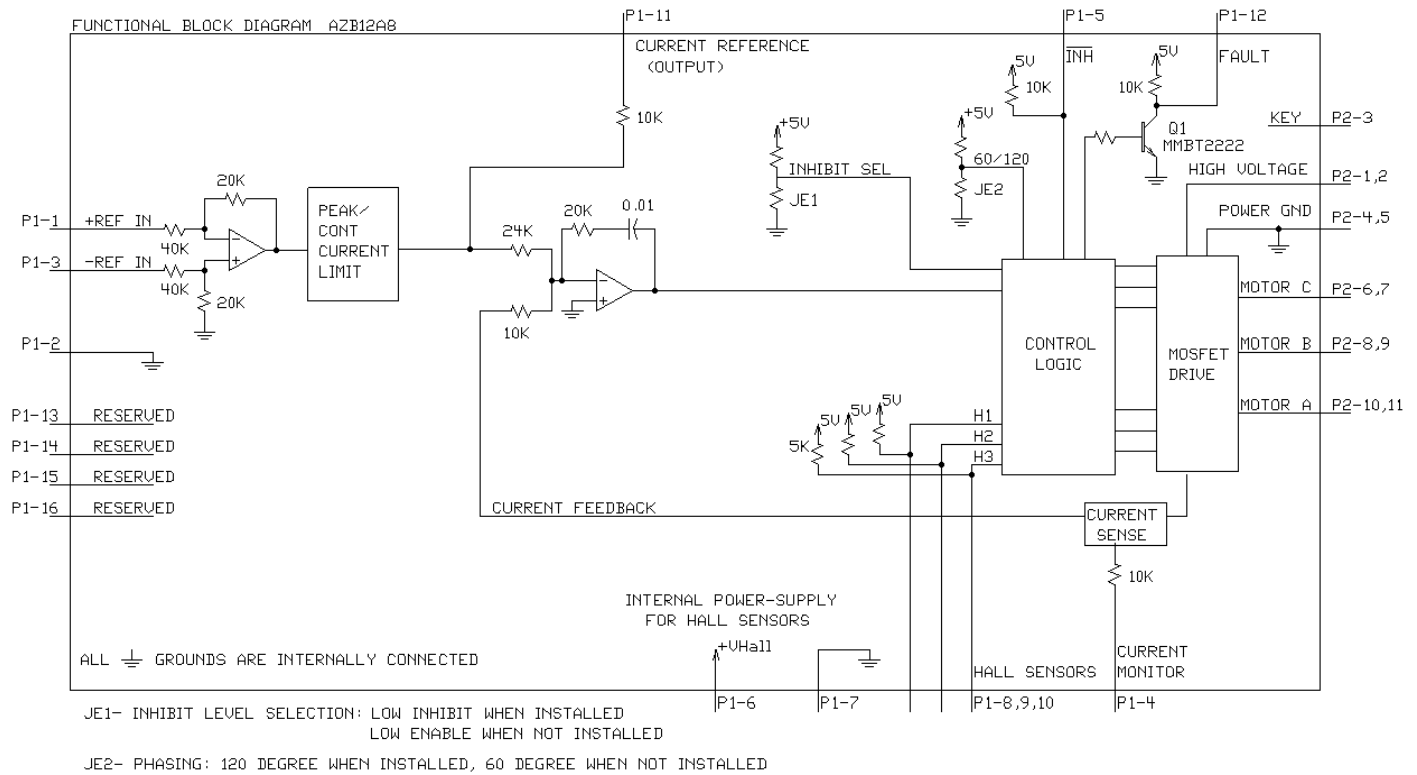 FUNCTIONAL BLOCK DIAGRAM AZB12A8
P1-11
P1-5
P1-12
CURRENT REFERENCE
(OUTPUT)
10K
5V
10K
INH
5V
10K
FAULT
Q1
MMBT2222
KEY
P2-3
+5V
INHIBIT SEL
JE1
+5V
60/120
JE2
HIGH VOLTAGE
P2-1,2
POWER GND
P2-4,5
P1-1
+REF IN
40K
20K
P1-3
-REF IN
40K
20K
PEAK/
CONT
CURRENT
LIMIT
24K
20K
0.01
10K
CONTROL
LOGIC
MOSFET
DRIVE
MOTOR C
P2-6,7
MOTOR B
P2-8,9
MOTOR A
P2-10,11
P1-2
P1-13
RESERVED
P1-14
RESERVED
P1-15
RESERVED
P1-16
RESERVED
5K
5V
5V
5V
H1
H2
H3
CURRENT FEEDBACK
CURRENT
SENSE
10K
INTERNAL POWER-SUPPLY
FOR HALL SENSORS
+VHall
ALL GROUNDS ARE INTERNALLY CONNECTED
HALL SENSORS
CURRENT
MONITOR
P1-6
P1-7
P1-8,9,10
P1-4
JE1- INHIBIT LEVEL SELECTION: LOW INHIBIT WHEN INSTALLED
LOW ENABLE WHEN NOT INSTALLED
JE2- PHASING: 120 DEGREE WHEN INSTALLED, 60 DEGREE WHEN NOT INSTALLED